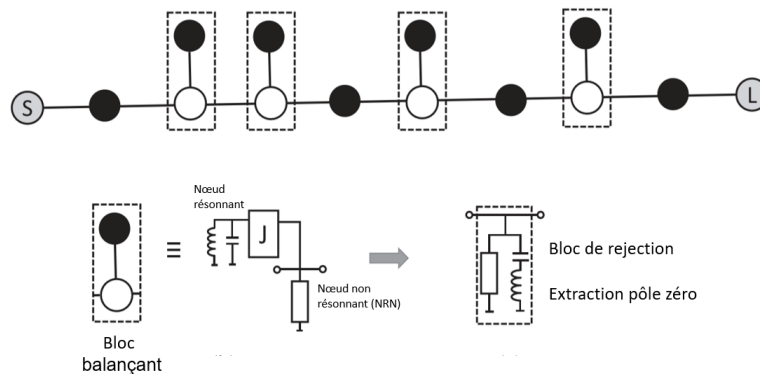 S
L
Nœud
résonnant
J
Nœud non
résonnant (NRN)
Bloc
balançant
Bloc de rejection
Extraction pôle zéro